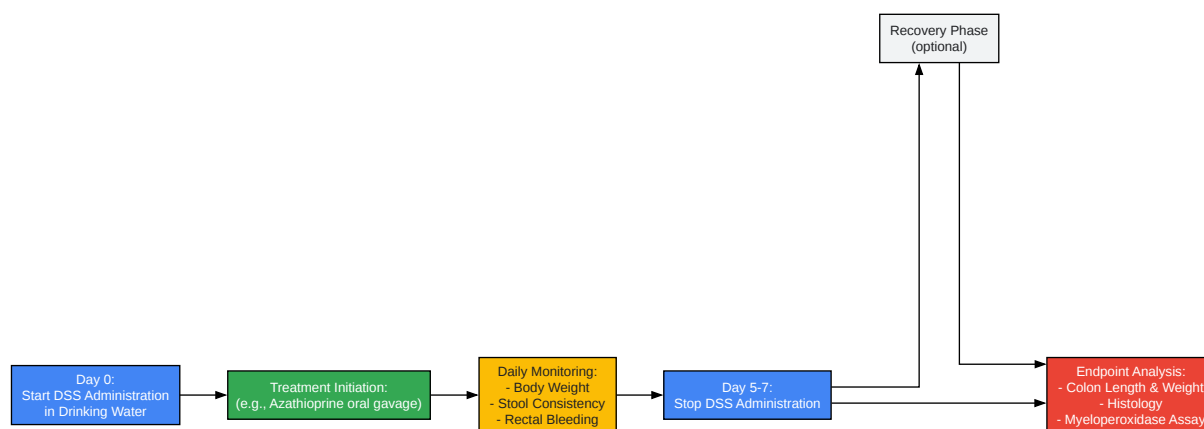 Recovery Phase
(optional)
Day 0:
Start DSS Administration
in Drinking Water
Treatment Initiation:
(e.g., Azathioprine oral gavage)
Daily Monitoring:
- Body Weight
- Stool Consistency
- Rectal Bleeding
Day 5-7:
Stop DSS Administration
Endpoint Analysis:
- Colon Length & Weight
- Histology
- Myeloperoxidase Assay